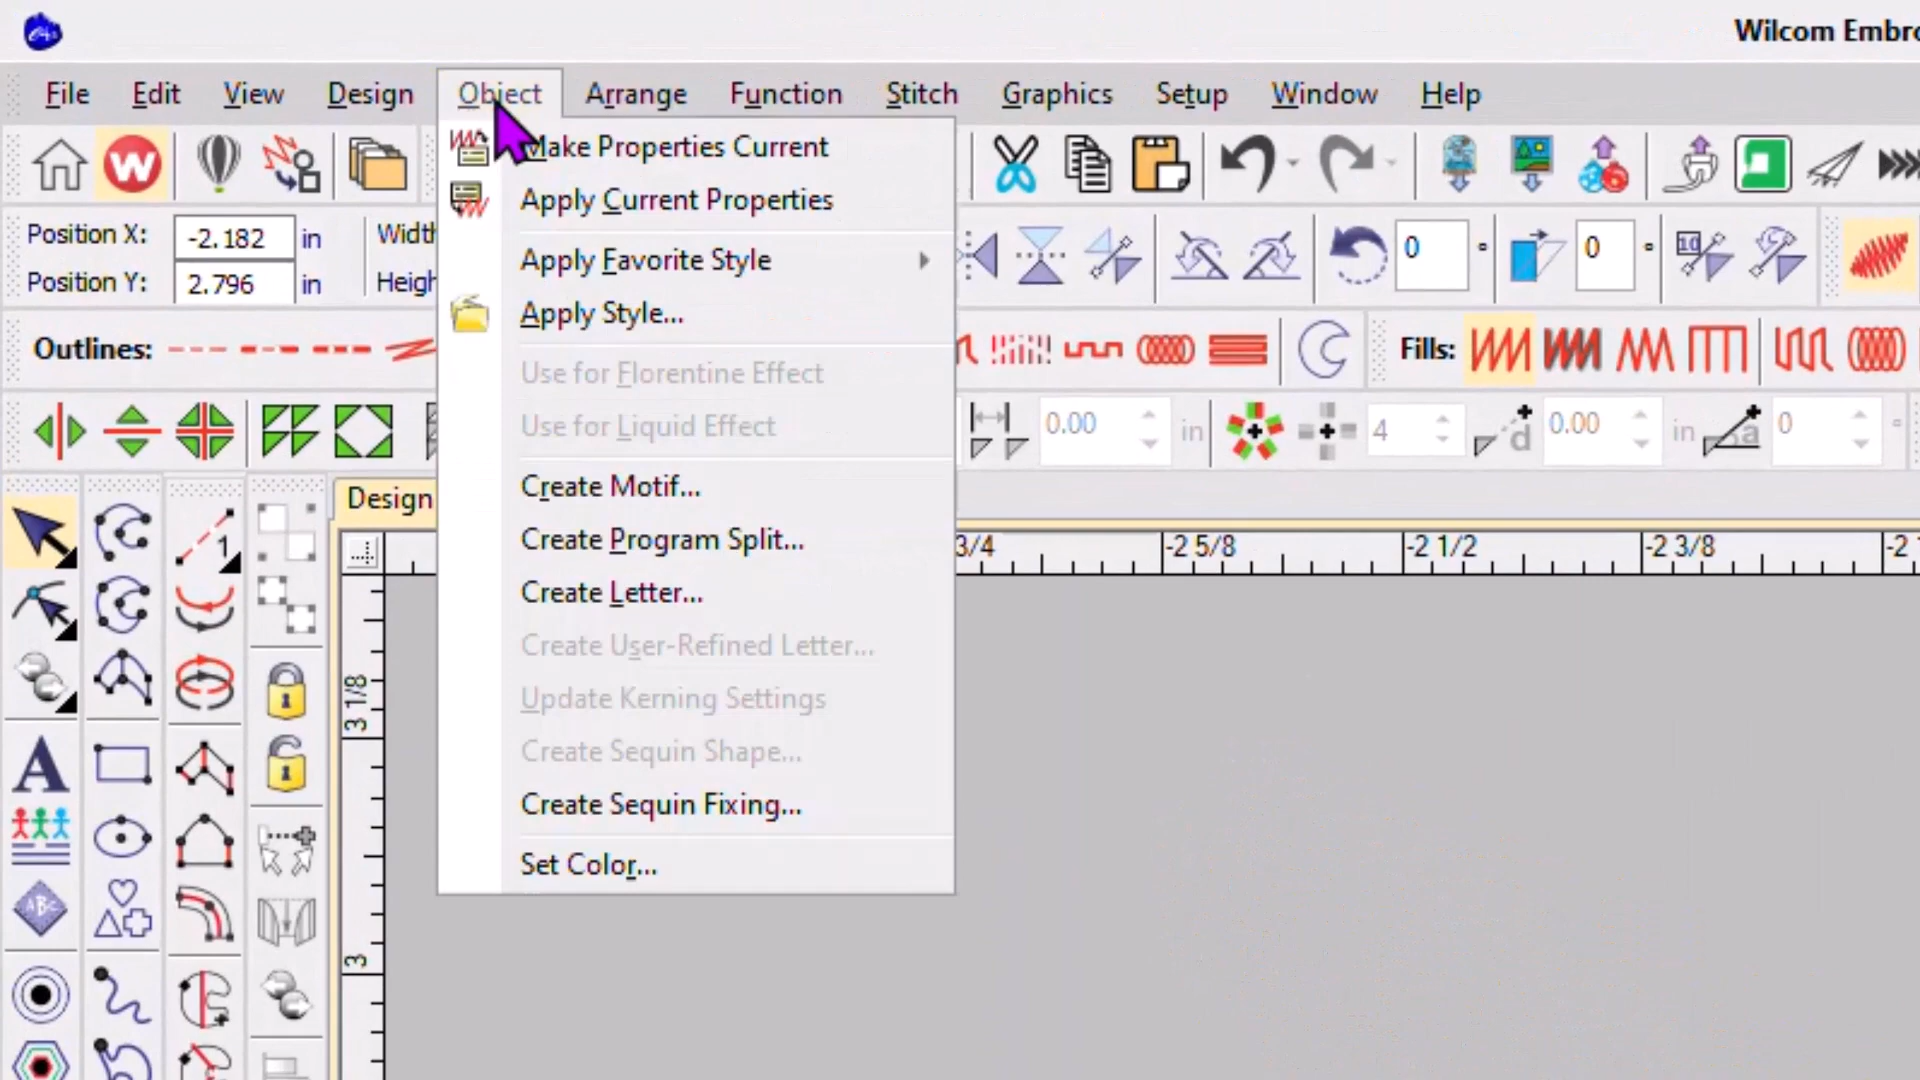 Wilcom Embro
File Edit View Design Object Arrange Function Stitch Graphics Setup Window Help
Make Properties Current
Apply Current Properties
Apply Favorite Style
Apply Style...
Use for Florentine Effect
Use for Liquid Effect
Create Motif...
Create Program Split...
Create Letter...
Create User-Refined Letter...
Update Kerning Settings
Create Sequin Shape...
Create Sequin Fixing...
Set Color...
W
Position X: -2.182 in Width
Position Y: 2.796 in Heigh
0 ° 0 ° 10
Outlines:
Fills:
0.00 in 4 d 0.00 in a 0 °
Design
3/4 -2 5/8 -2 1/2 -2 3/8 -2
3 1/8
3
1
A
ABC